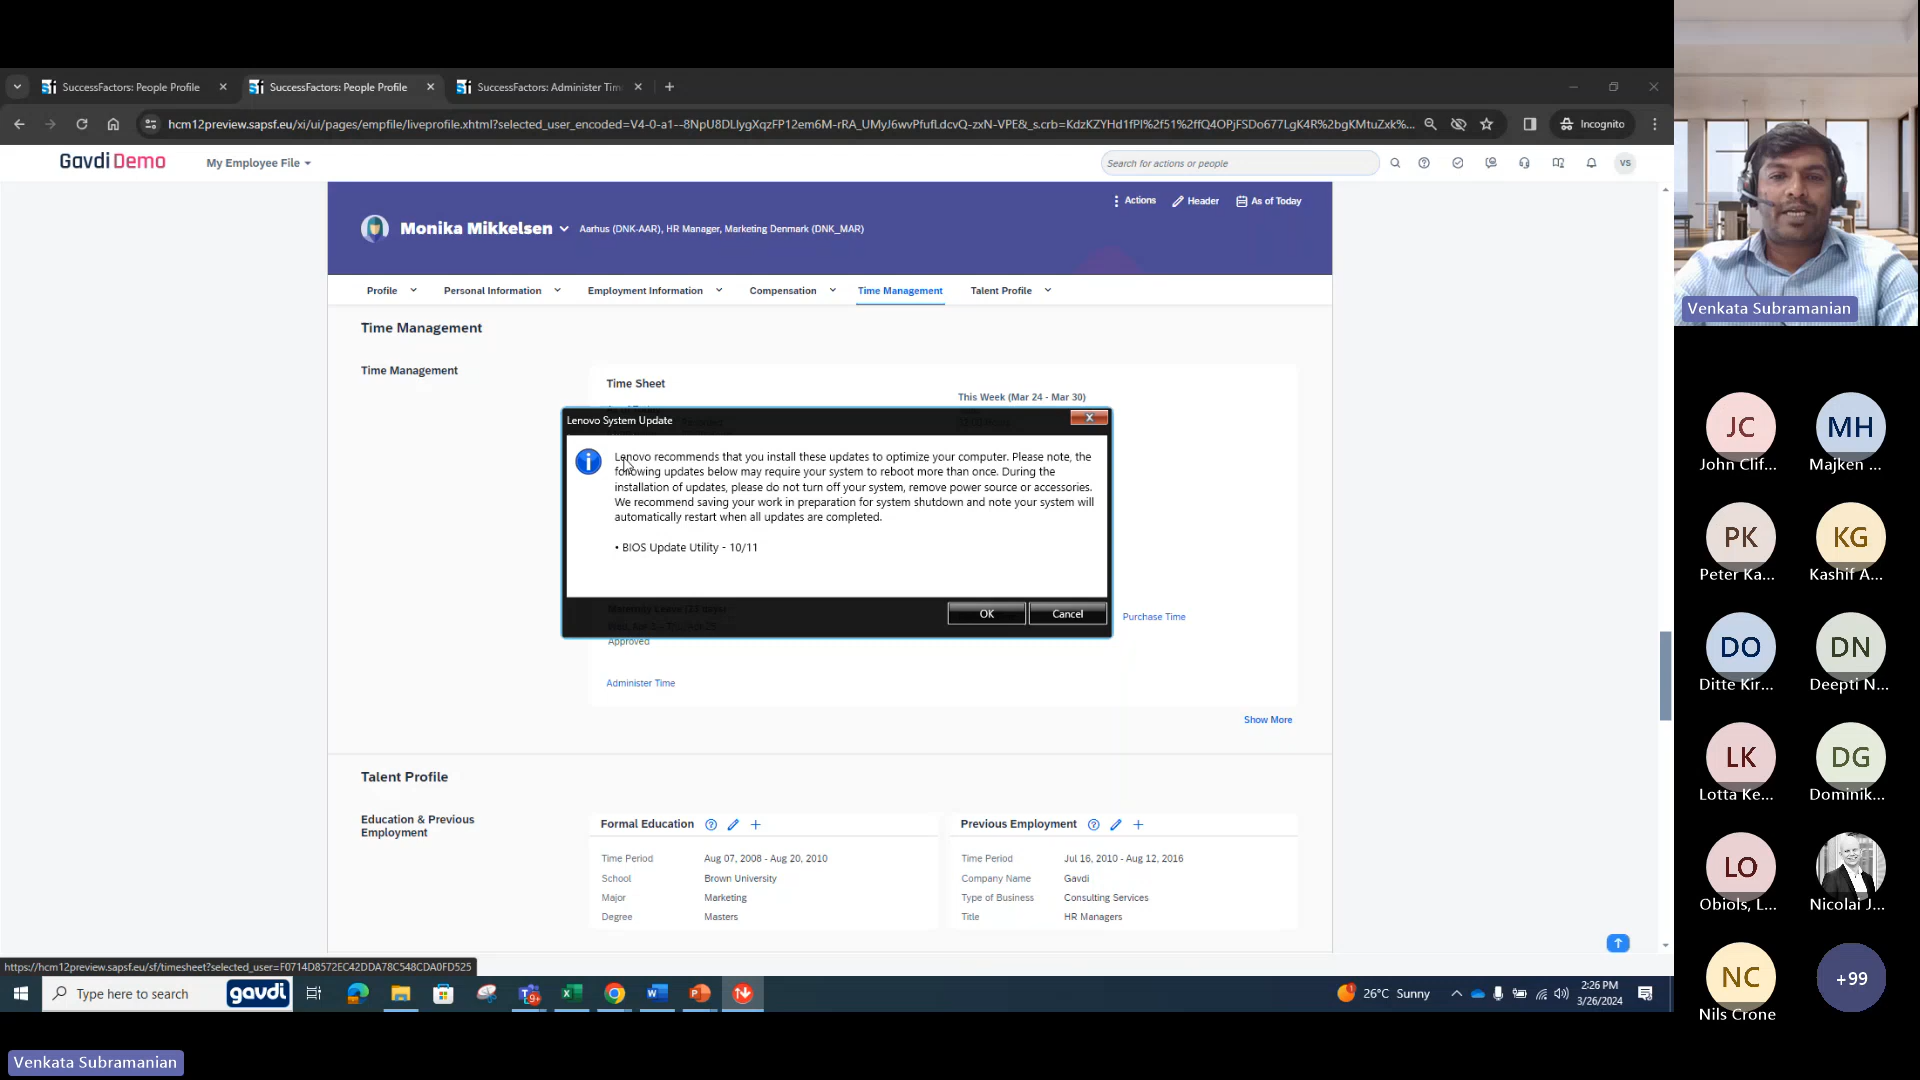 SuccessFactors: People Profile
SuccessFactors: People Profile
SuccessFactors: Administer Tim
hcm12preview.sapsf.eu/xi/ui/pages/empfile/liveprofile.xhtml?selected_user_encoded=V4-0-a1--8NpU8DLlygXqzFP12em6M-rRA_UMyJ6wvPfufLdcvQ-zxN-VPE&_s.crb=KdzKZYHd1fPl%2f51%2ffQ4OPjFSDo677LgK4R%2bgKMtuZxk%...
Incognito
Gavdi Demo
My Employee File
Search for actions or people
VS
Actions
Header
As of Today
Monika Mikkelsen
Aarhus (DNK-AAR), HR Manager, Marketing Denmark (DNK_MAR)
Profile
Personal Information
Employment Information
Compensation
Time Management
Talent Profile
Time Management
Time Management
Time Sheet
This Week (Mar 24 - Mar 30)
Lenovo System Update
Lenovo recommends that you install these updates to optimize your computer. Please note, the
following updates below may require your system to reboot more than once. During the
installation of updates, please do not turn off your system, remove power source or accessories.
We recommend saving your work in preparation for system shutdown and note your system will
automatically restart when all updates are completed.
• BIOS Update Utility - 10/11
OK
Cancel
Purchase Time
Approved
Administer Time
Show More
Talent Profile
Education & Previous
Employment
Formal Education
Time Period Aug 07, 2008 - Aug 20, 2010
School Brown University
Major Marketing
Degree Masters
Previous Employment
Time Period Jul 16, 2010 - Aug 12, 2016
Company Name Gavdi
Type of Business Consulting Services
Title HR Managers
https://hcm12preview.sapsf.eu/sf/timesheet?selected_user=F0714D8572EC42DDA78C548CDA0FD525
Type here to search
gavdi
26°C Sunny
2:26 PM
3/26/2024
Venkata Subramanian
Venkata Subramanian
JC
John Clif...
MH
Majken ...
PK
Peter Ka...
KG
Kashif A...
DO
Ditte Kir...
DN
Deepti N...
LK
Lotta Ke...
DG
Dominik...
LO
Obiols, L...
Nicolai J...
NC
Nils Crone
+99